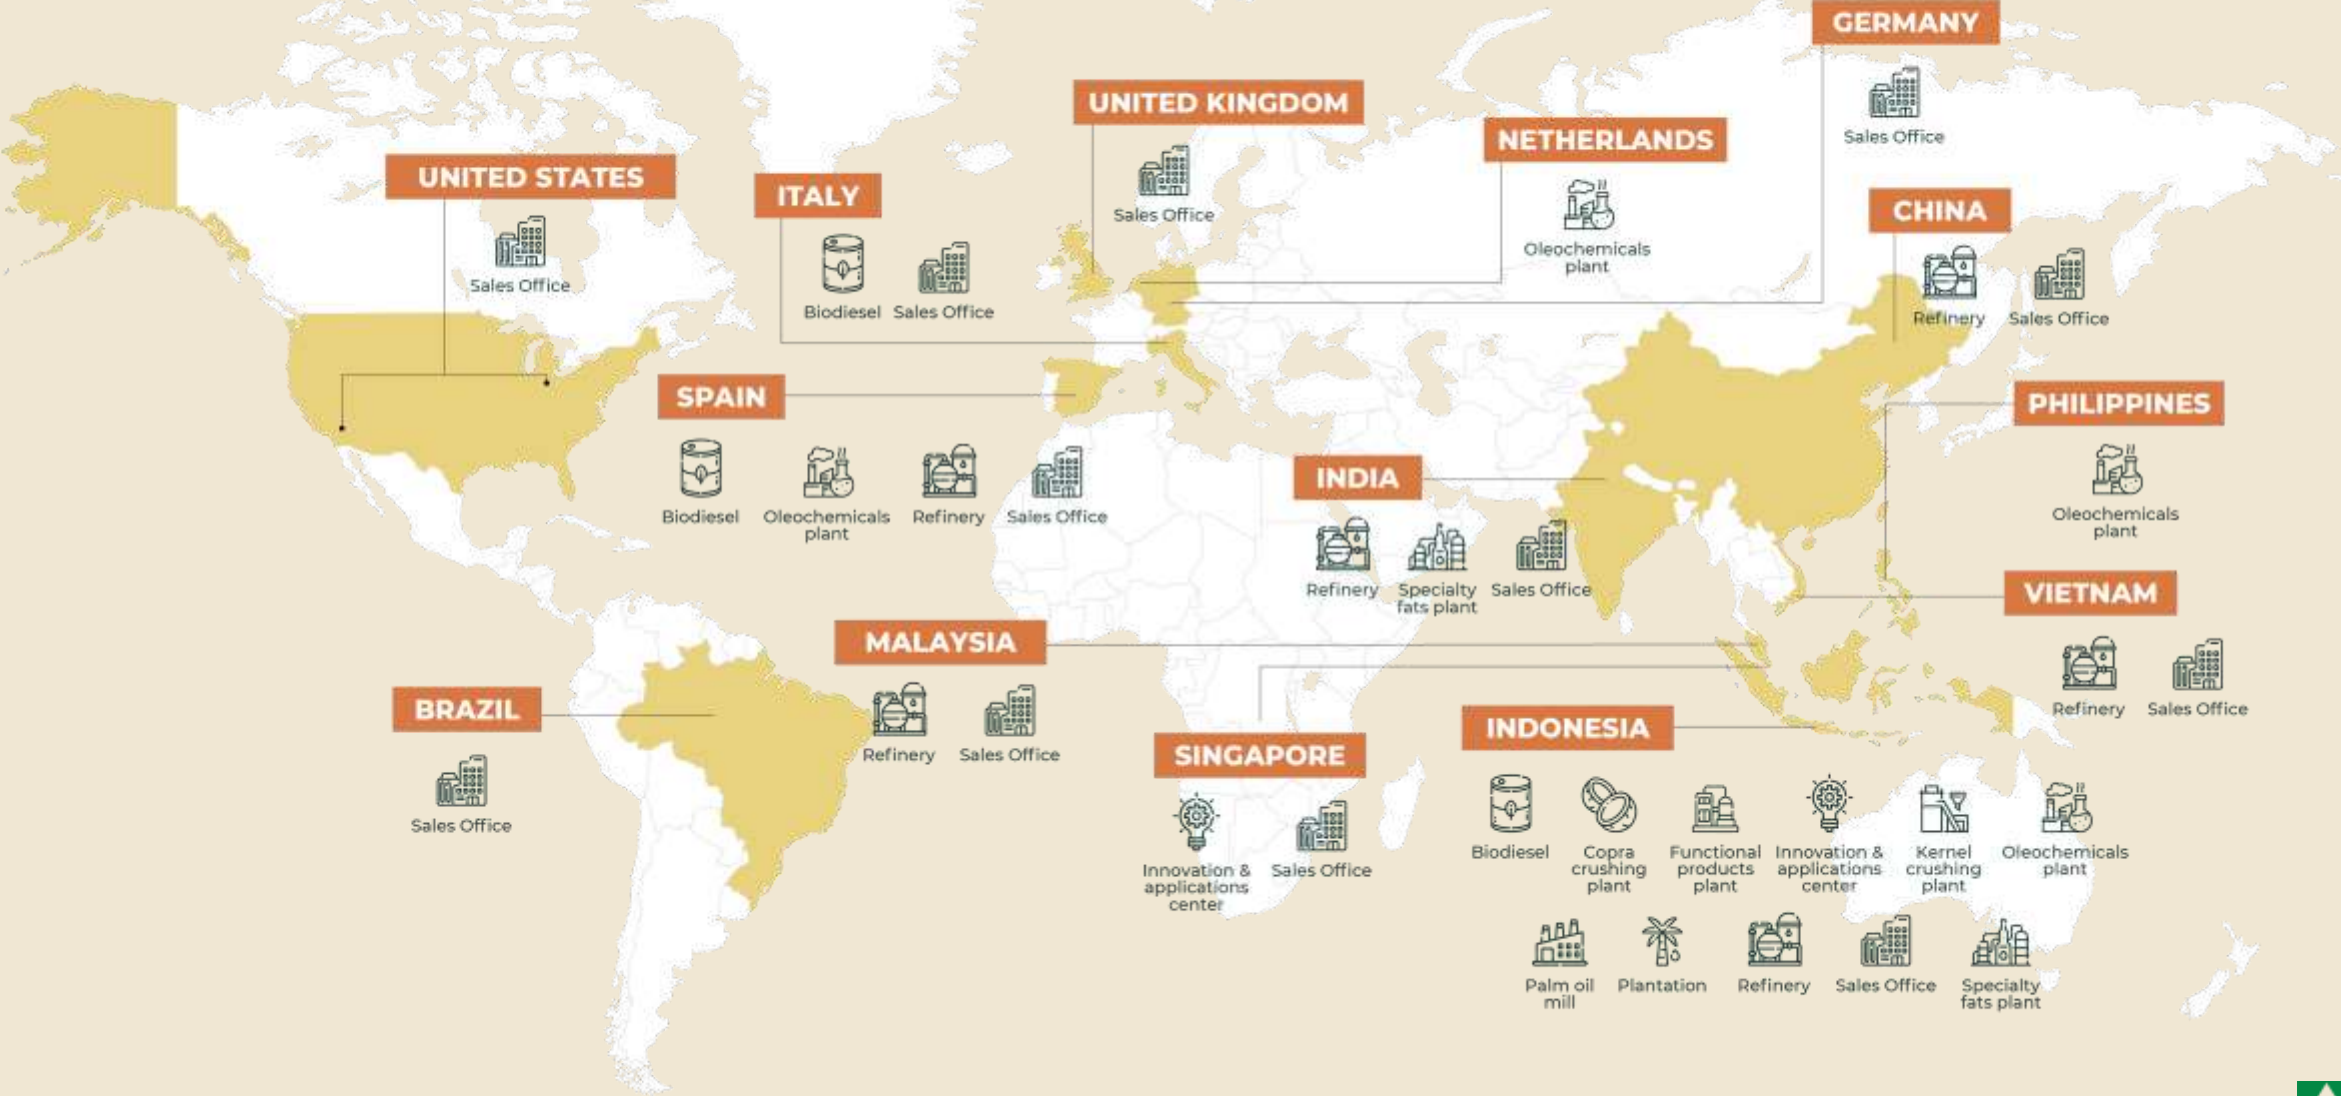 GERMANY
Sales Office
UNITED KINGDOM
Sales Office
NETHERLANDS
Oleochemicals
plant
UNITED STATES
Sales Office
ITALY
Biodiesel
Sales Office
CHINA
Refinery
Sales Office
SPAIN
Biodiesel
Oleochemicals
plant
Refinery
Sales Office
PHILIPPINES
Oleochemicals
plant
INDIA
Refinery
Specialty
fats plant
Sales Office
VIETNAM
Refinery
Sales Office
MALAYSIA
Refinery
Sales Office
BRAZIL
Sales Office
SINGAPORE
Innovation &
applications
center
Sales Office
INDONESIA
Biodiesel
Copra
crushing
plant
Functional
products
plant
Innovation &
applications
center
Kernel
crushing
plant
Oleochemicals
plant
Palm oil
mill
Plantation
Refinery
Sales Office
Specialty
fats plant